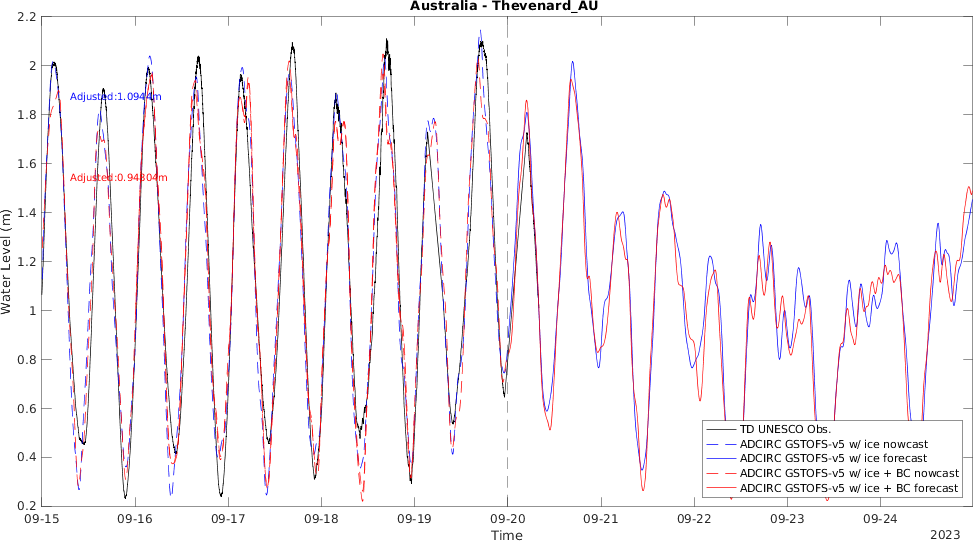 Australia - Thevenard_AU
2.2
2
1.8
1.6
1.4
1.2
1
0.8
0.6
0.4
0.2
Water Level (m)
Adjusted:1.0944m
Adjusted:0.94304m
TD UNESCO Obs.
ADCIRC GSTOFS-v5 w/ ice nowcast
ADCIRC GSTOFS-v5 w/ ice forecast
ADCIRC GSTOFS-v5 w/ ice + BC nowcast
ADCIRC GSTOFS-v5 w/ ice + BC forecast
09-15 09-16 09-17 09-18 09-19 09-20 09-21 09-22 09-23 09-24
Time
2023